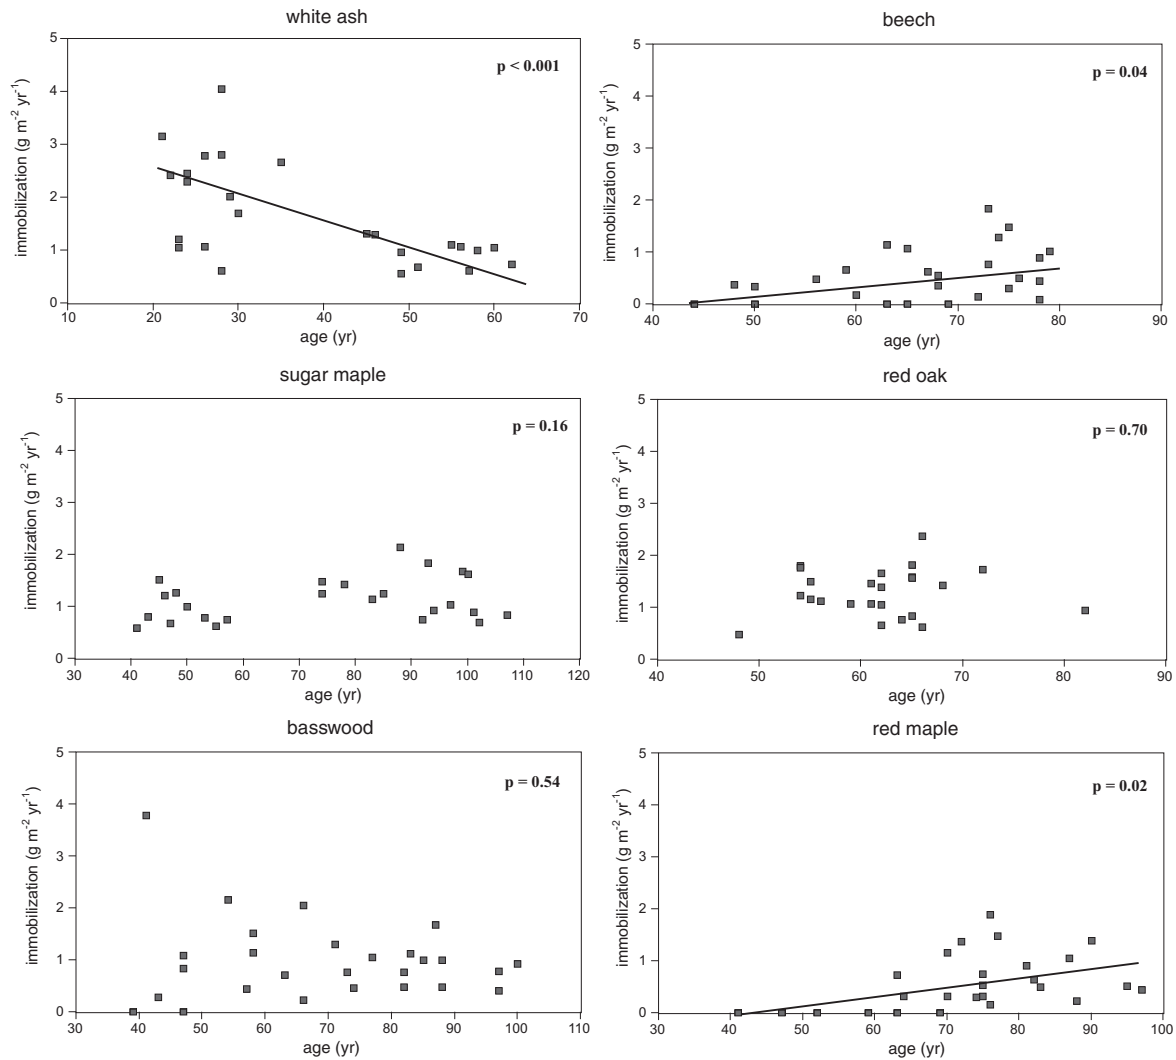 white ash
p < 0.001
immobilization (g m⁻² yr⁻¹)
5
4
3
2
1
0
10 20 30 40 50 60 70
age (yr)
beech
p = 0.04
immobilization (g m⁻² yr⁻¹)
5
4
3
2
1
0
40 50 60 70 80 90
age (yr)
sugar maple
p = 0.16
immobilization (g m⁻² yr⁻¹)
5
4
3
2
1
0
30 40 50 60 70 80 90 100 110 120
age (yr)
red oak
p = 0.70
immobilization (g m⁻² yr⁻¹)
5
4
3
2
1
0
40 50 60 70 80 90
age (yr)
basswood
p = 0.54
immobilization (g m⁻² yr⁻¹)
5
4
3
2
1
0
30 40 50 60 70 80 90 100 110
age (yr)
red maple
p = 0.02
immobilization (g m⁻² yr⁻¹)
5
4
3
2
1
0
30 40 50 60 70 80 90 100
age (yr)